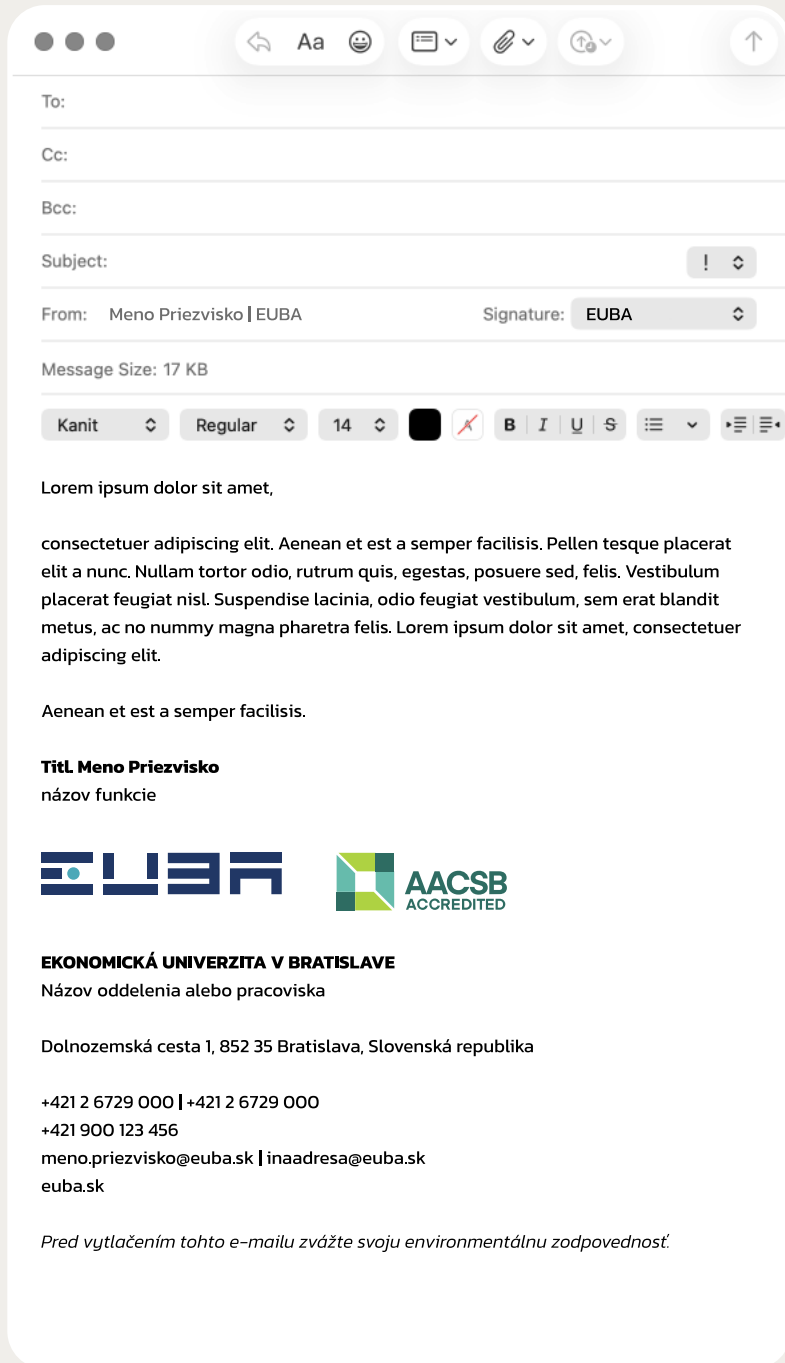 Aa
To:
Cc:
Bcc:
Subject:
!
From: Meno Priezvisko | EUBA Signature: EUBA
Message Size: 17 KB
Kanit Regular 14 A B I U S
Lorem ipsum dolor sit amet,
consectetuer adipiscing elit. Aenean et est a semper facilisis. Pellen tesque placerat
elit a nunc. Nullam tortor odio, rutrum quis, egestas, posuere sed, felis. Vestibulum
placerat feugiat nisl. Suspendise lacinia, odio feugiat vestibulum, sem erat blandit
metus, ac no nummy magna pharetra felis. Lorem ipsum dolor sit amet, consectetuer
adipiscing elit.
Aenean et est a semper facilisis.
Titl. Meno Priezvisko
názov funkcie
EUBA
AACSB
ACCREDITED
EKONOMICKÁ UNIVERZITA V BRATISLAVE
Názov oddelenia alebo pracoviska
Dolnozemská cesta 1, 852 35 Bratislava, Slovenská republika
+421 2 6729 000 | +421 2 6729 000
+421 900 123 456
meno.priezvisko@euba.sk | inaadresa@euba.sk
euba.sk
Pred vytlačením tohto e-mailu zvážte svoju environmentálnu zodpovednosť.